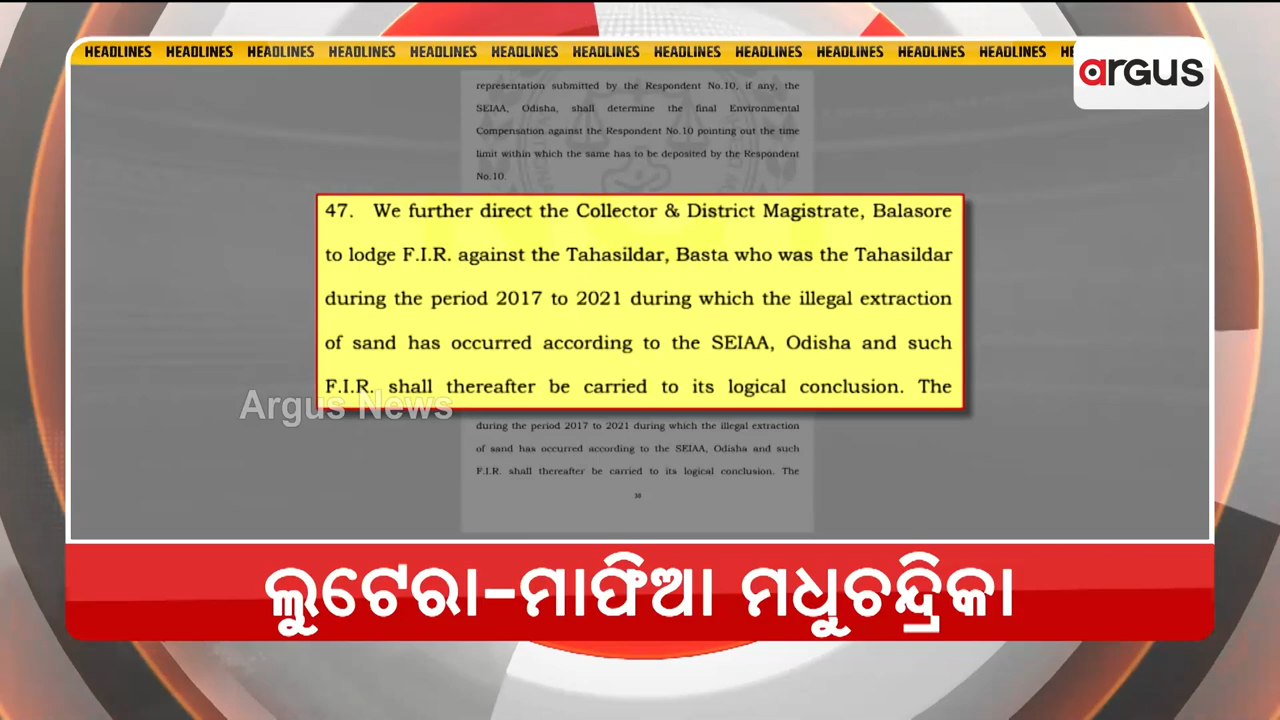 HEADLINES HEADLINES HEADLINES HEADLINES HEADLINES HEADLINES HEADLINES HEADLINES HEADLINES HEADLINES HEADLINES HEADLINES
argus
representation submitted by the Respondent No.10, if any, the
SEIAA, Odisha, shall determine the final Environmental
Compensation against the Respondent No.10 pointing out the time
limit within which the same has to be deposited by the Respondent
No.10.
47. We further direct the Collector & District Magistrate, Balasore
to lodge F.I.R. against the Tahasildar, Basta who was the Tahasildar
during the period 2017 to 2021 during which the illegal extraction
of sand has occurred according to the SEIAA, Odisha and such
F.I.R. shall thereafter be carried to its logical conclusion. The
Argus News
during the period 2017 to 2021 during which the illegal extraction
of sand has occurred according to the SEIAA, Odisha and such
F.I.R. shall thereafter be carried to its logical conclusion. The
38
ଲୁଟେରା-ମାଫିଆ ମଧୁଚନ୍ଦ୍ରିକା